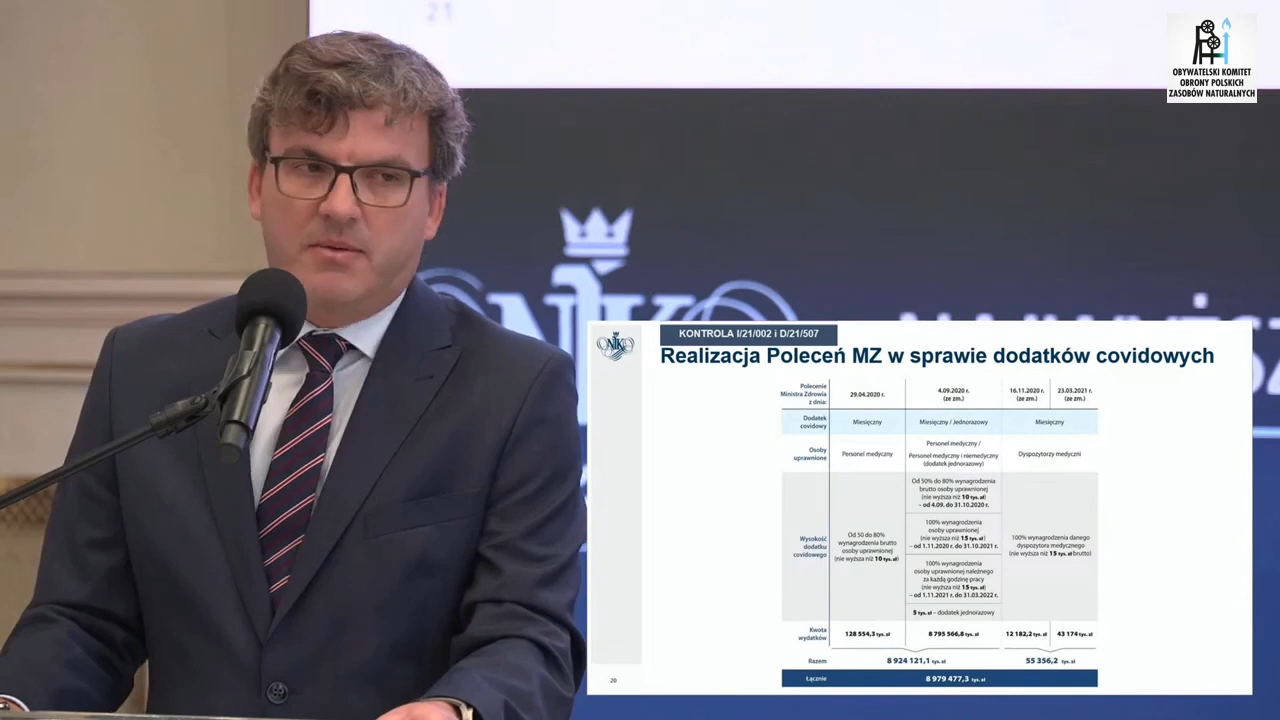 21
OBYWATELSKI KOMITET
OBRONY POLSKICH
ZASOBÓW NATURALNYCH
NIK
NIK
KONTROLA I/21/002 i D/21/507
Realizacja Poleceń MZ w sprawie dodatków covidowych
Polecenie
Ministra Zdrowia
z dnia:
29.04.2020 r.
4.09.2020 r.
(ze zm.)
16.11.2020 r.
(ze zm.)
23.03.2021 r.
(ze zm.)
Dodatek
covidowy
Miesięczny
Miesięczny / Jednorazowy
Miesięczny
Osoby
uprawnione
Personel medyczny
Personel medyczny /
Personel medyczny i niemedyczny
(dodatek jednorazowy)
Dyspozytorzy medyczni
Wysokość
dodatku
covidowego
Od 50 do 80%
wynagrodzenia brutto
osoby uprawnionej
(nie wyższa niż 10 tys. zł)
Od 50% do 80% wynagrodzenia
brutto osoby uprawnionej
(nie wyższa niż 10 tys. zł)
– od 4.09. do 31.10.2020 r.
100% wynagrodzenia
osoby uprawnionej
(nie wyższa niż 15 tys. zł)
– od 1.11.2020 r. do 31.10.2021 r.
100% wynagrodzenia
osoby uprawnionej należnego
za każdą godzinę pracy
(nie wyższa niż 15 tys. zł)
– od 1.11.2021 r. do 31.03.2022 r.
5 tys. zł – dodatek jednorazowy
100% wynagrodzenia danego
dyspozytora medycznego
(nie wyższa niż 15 tys. zł brutto)
Kwota
wydatków
128 554,3 tys. zł
8 795 566,8 tys. zł
12 182,2 tys. zł
43 174 tys. zł
Razem
8 924 121,1 tys. zł
55 356,2 tys. zł
Łącznie
8 979 477,3 tys. zł
20